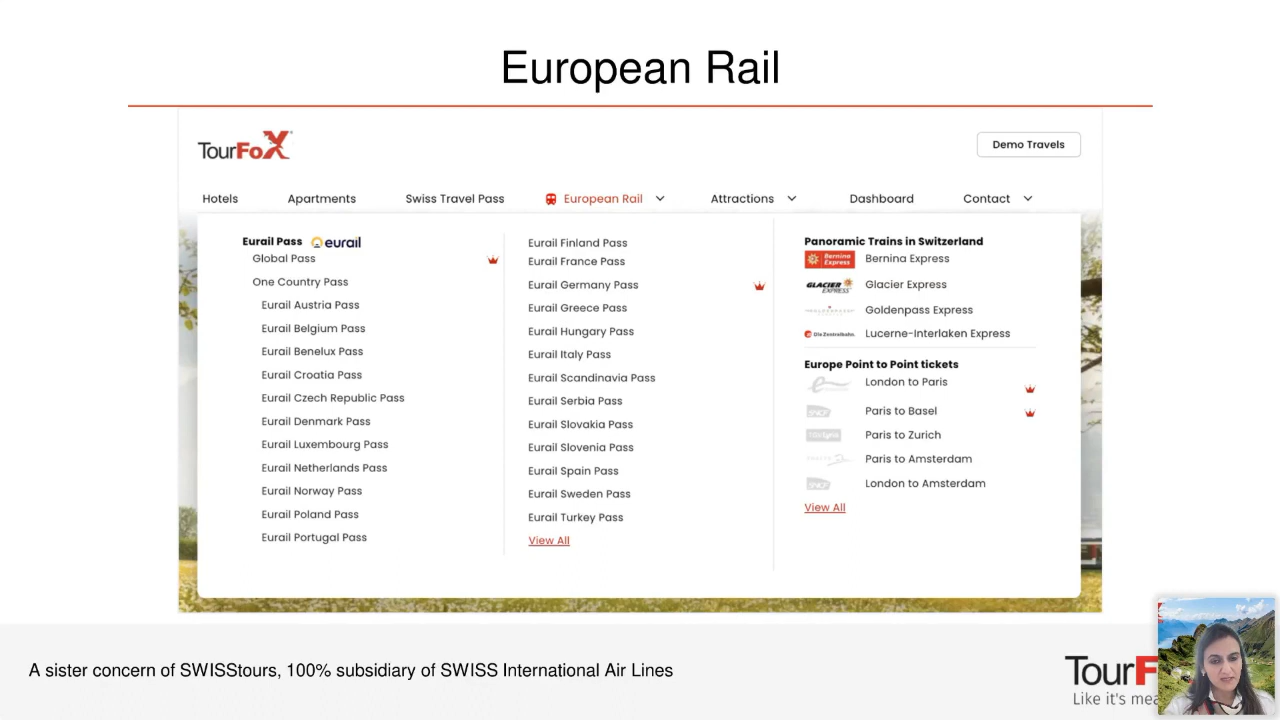 European Rail
TourFoX
Demo Travels
Hotels
Apartments
Swiss Travel Pass
European Rail
Attractions
Dashboard
Contact
Eurail Pass eurail
Global Pass
One Country Pass
Eurail Austria Pass
Eurail Belgium Pass
Eurail Benelux Pass
Eurail Croatia Pass
Eurail Czech Republic Pass
Eurail Denmark Pass
Eurail Luxembourg Pass
Eurail Netherlands Pass
Eurail Norway Pass
Eurail Poland Pass
Eurail Portugal Pass
Eurail Finland Pass
Eurail France Pass
Eurail Germany Pass
Eurail Greece Pass
Eurail Hungary Pass
Eurail Italy Pass
Eurail Scandinavia Pass
Eurail Serbia Pass
Eurail Slovakia Pass
Eurail Slovenia Pass
Eurail Spain Pass
Eurail Sweden Pass
Eurail Turkey Pass
View All
Panoramic Trains in Switzerland
Bernina Express Bernina Express
GLACIER EXPRESS Glacier Express
Goldenpass Express
Die Zentralbahn. Lucerne-Interlaken Express
Europe Point to Point tickets
London to Paris
SNCF Paris to Basel
Paris to Zurich
Paris to Amsterdam
SNCF London to Amsterdam
View All
A sister concern of SWISStours, 100% subsidiary of SWISS International Air Lines
TourF
Like it's mea